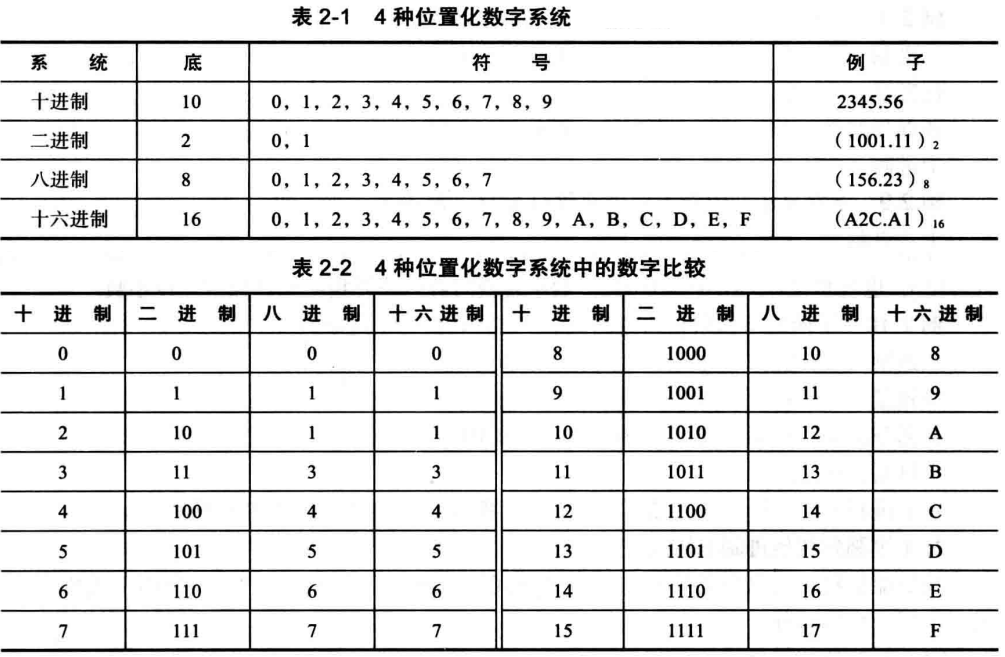 表 2-1 4 种位置化数字系统
系 统 底 符 号 例 子
十进制 10 0, 1, 2, 3, 4, 5, 6, 7, 8, 9 2345.56
二进制 2 0, 1 (1001.11)₂
八进制 8 0, 1, 2, 3, 4, 5, 6, 7 (156.23)₈
十六进制 16 0, 1, 2, 3, 4, 5, 6, 7, 8, 9, A, B, C, D, E, F (A2C.A1)₁₆
表 2-2 4 种位置化数字系统中的数字比较
十 进 制 二 进 制 八 进 制 十六进制 十 进 制 二 进 制 八 进 制 十六进制
0 0 0 0 8 1000 10 8
1 1 1 1 9 1001 11 9
2 10 1 1 10 1010 12 A
3 11 3 3 11 1011 13 B
4 100 4 4 12 1100 14 C
5 101 5 5 13 1101 15 D
6 110 6 6 14 1110 16 E
7 111 7 7 15 1111 17 F